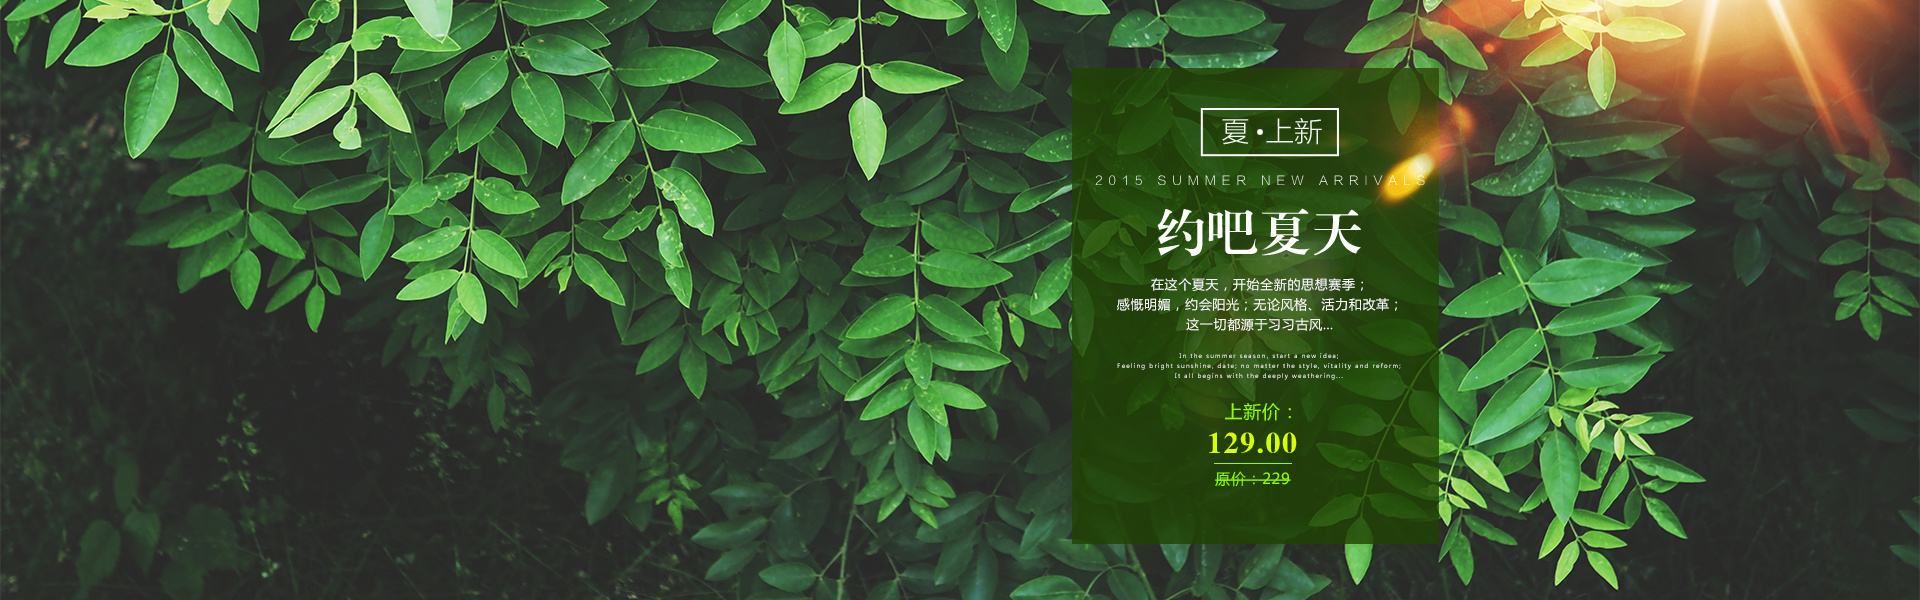 夏·上新
2015 SUMMER NEW ARRIVALS
约吧夏天
在这个夏天，开始全新的思想赛季；
感慨明媚，约会阳光；无论风格、活力和改革；
这一切都源于习习古风...
In the summer season, start a new idea;
Feeling bright sunshine, date; no matter the style, vitality and reform;
It all begins with the deeply weathering...
上新价：
129.00
原价：229